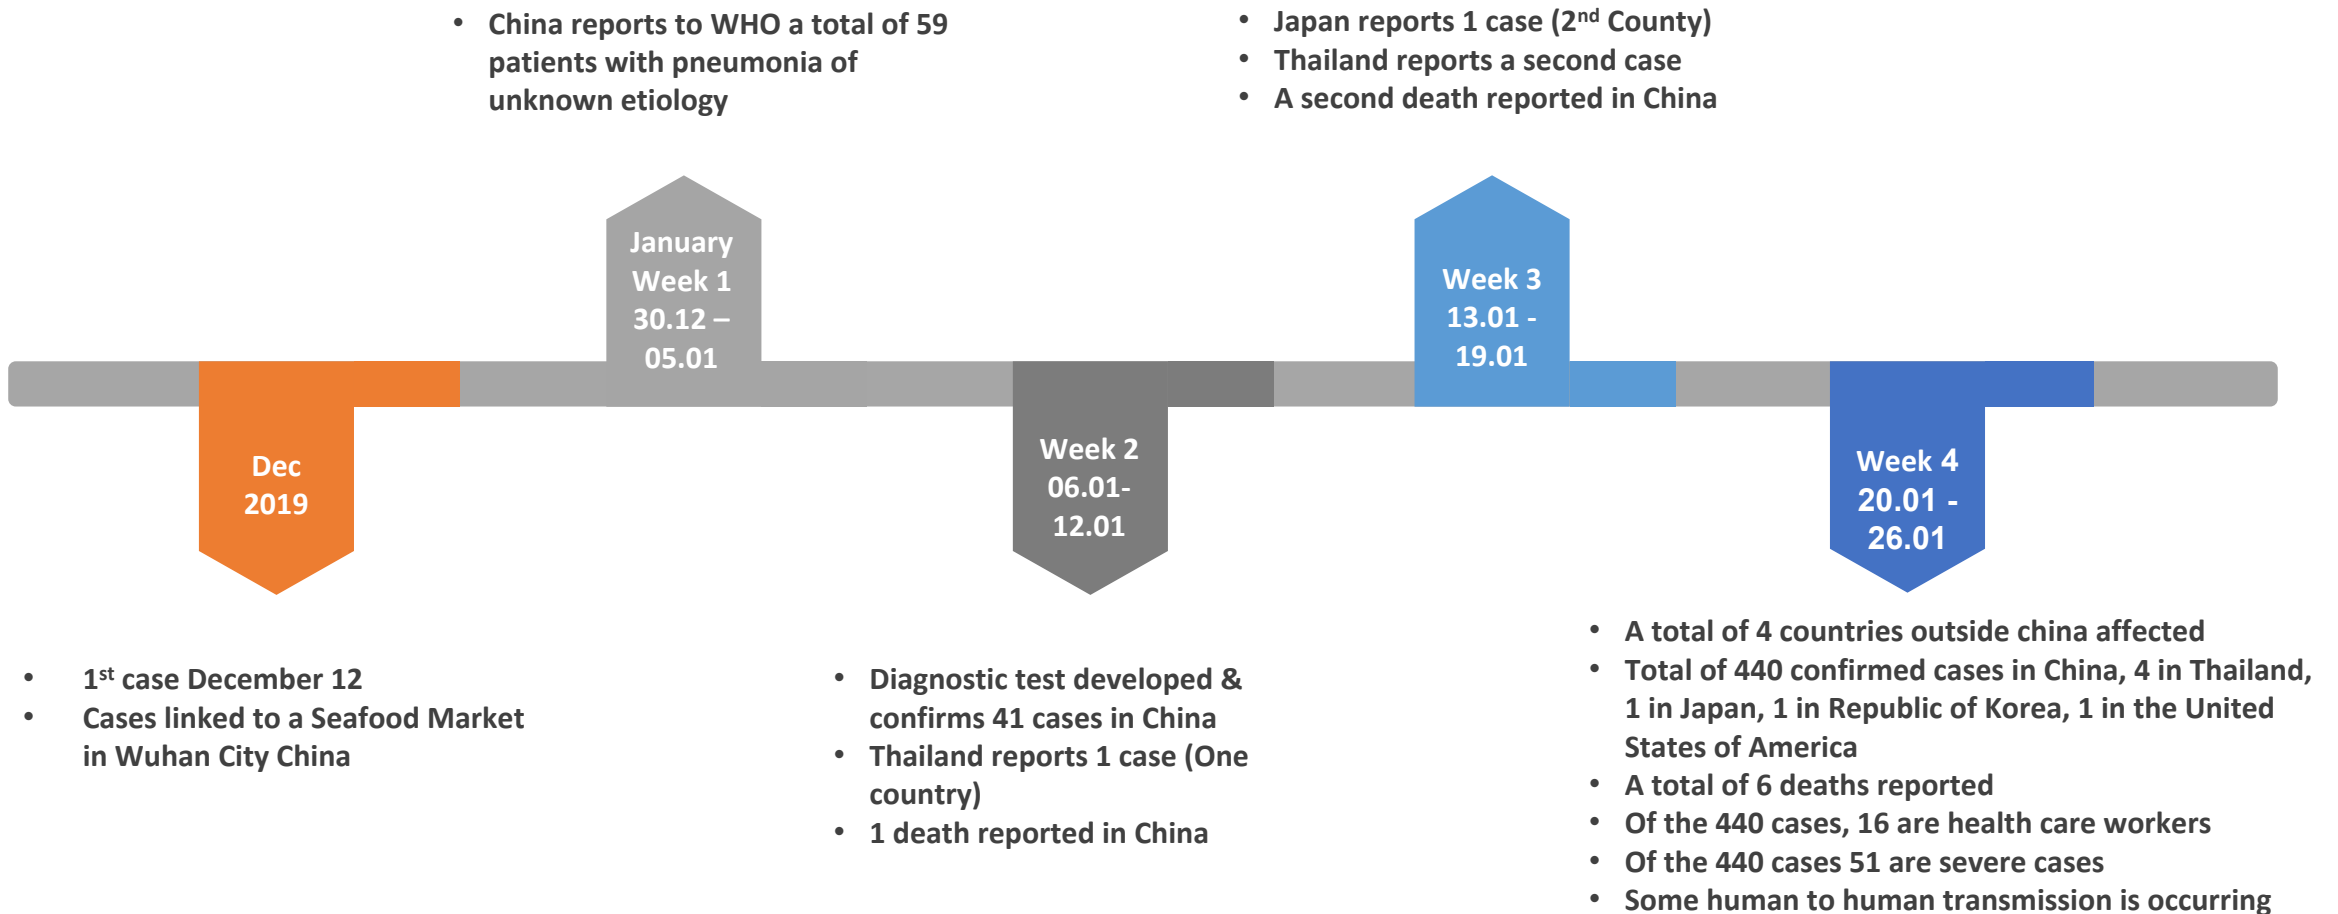 • China reports to WHO a total of 59
patients with pneumonia of
unknown etiology
• Japan reports 1 case (2nd County)
• Thailand reports a second case
• A second death reported in China
January
Week 1
30.12 –
05.01
Week 3
13.01 -
19.01
Dec
2019
Week 2
06.01-
12.01
Week 4
20.01 -
26.01
• 1st case December 12
• Cases linked to a Seafood Market
in Wuhan City China
• Diagnostic test developed &
confirms 41 cases in China
• Thailand reports 1 case (One
country)
• 1 death reported in China
• A total of 4 countries outside china affected
• Total of 440 confirmed cases in China, 4 in Thailand,
1 in Japan, 1 in Republic of Korea, 1 in the United
States of America
• A total of 6 deaths reported
• Of the 440 cases, 16 are health care workers
• Of the 440 cases 51 are severe cases
• Some human to human transmission is occurring